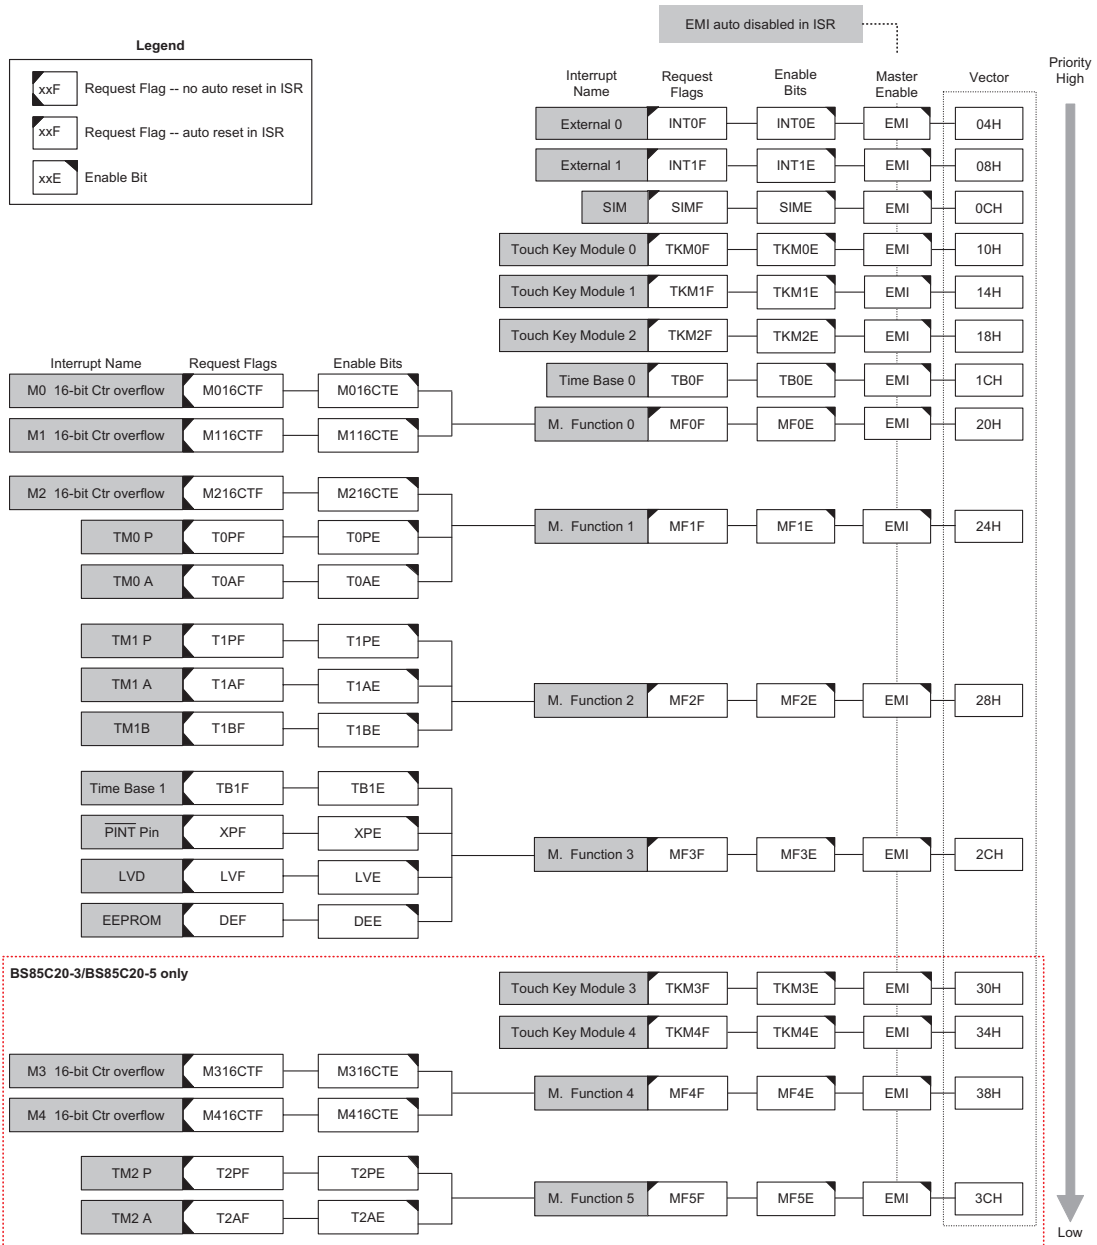 EMI auto disabled in ISR
Legend
xxF Request Flag -- no auto reset in ISR
xxF Request Flag -- auto reset in ISR
xxE Enable Bit
Interrupt Name Request Flags Enable Bits Master Enable Vector Priority High
External 0 INT0F INT0E EMI 04H
External 1 INT1F INT1E EMI 08H
SIM SIMF SIME EMI 0CH
Touch Key Module 0 TKM0F TKM0E EMI 10H
Touch Key Module 1 TKM1F TKM1E EMI 14H
Touch Key Module 2 TKM2F TKM2E EMI 18H
Interrupt Name Request Flags Enable Bits
Time Base 0 TB0F TB0E EMI 1CH
M0 16-bit Ctr overflow M016CTF M016CTE
M. Function 0 MF0F MF0E EMI 20H
M1 16-bit Ctr overflow M116CTF M116CTE
M2 16-bit Ctr overflow M216CTF M216CTE
M. Function 1 MF1F MF1E EMI 24H
TM0 P T0PF T0PE
TM0 A T0AF T0AE
TM1 P T1PF T1PE
TM1 A T1AF T1AE
M. Function 2 MF2F MF2E EMI 28H
TM1B T1BF T1BE
Time Base 1 TB1F TB1E
PINT Pin XPF XPE
M. Function 3 MF3F MF3E EMI 2CH
LVD LVF LVE
EEPROM DEF DEE
BS85C20-3/BS85C20-5 only
Touch Key Module 3 TKM3F TKM3E EMI 30H
Touch Key Module 4 TKM4F TKM4E EMI 34H
M3 16-bit Ctr overflow M316CTF M316CTE
M. Function 4 MF4F MF4E EMI 38H
M4 16-bit Ctr overflow M416CTF M416CTE
TM2 P T2PF T2PE
M. Function 5 MF5F MF5E EMI 3CH
TM2 A T2AF T2AE
Low